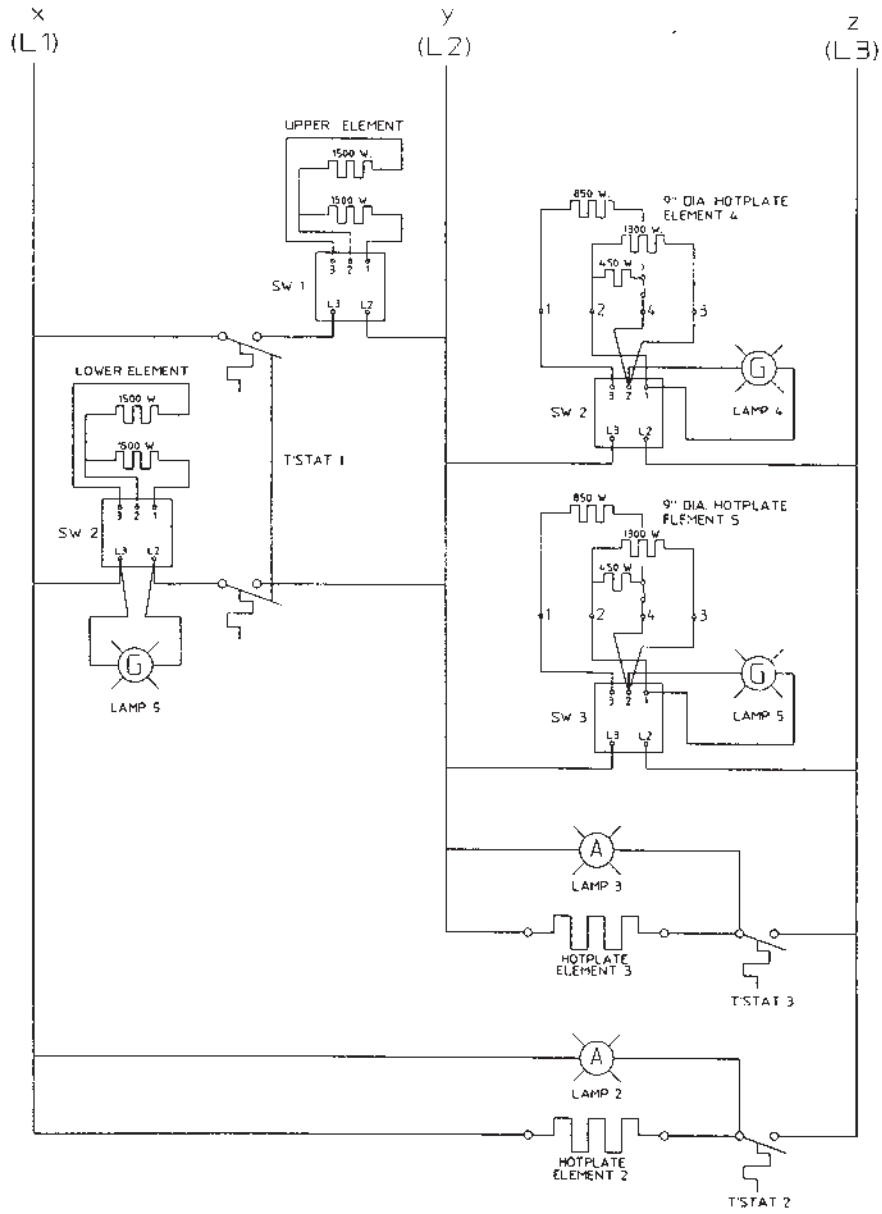 x
(L1)
y
(L2)
z
(L3)
UPPER ELEMENT
1500 W.
1500 W.
3 2 1
SW 1
L3 L2
850 W.
9" DIA. HOTPLATE
ELEMENT 4
1300 W.
450 W.
1 2 4 3
3 2 1
SW 2
L3 L2
G
LAMP 4
LOWER ELEMENT
1500 W.
1500 W.
3 2 1
SW 2
L3 L2
T'STAT 1
G
LAMP 5
850 W.
9" DIA. HOTPLATE
ELEMENT 5
1300 W.
450 W.
1 2 4 3
3 2 1
SW 3
L3 L2
G
LAMP 5
A
LAMP 3
HOTPLATE
ELEMENT 3
T'STAT 3
A
LAMP 2
HOTPLATE
ELEMENT 2
T'STAT 2